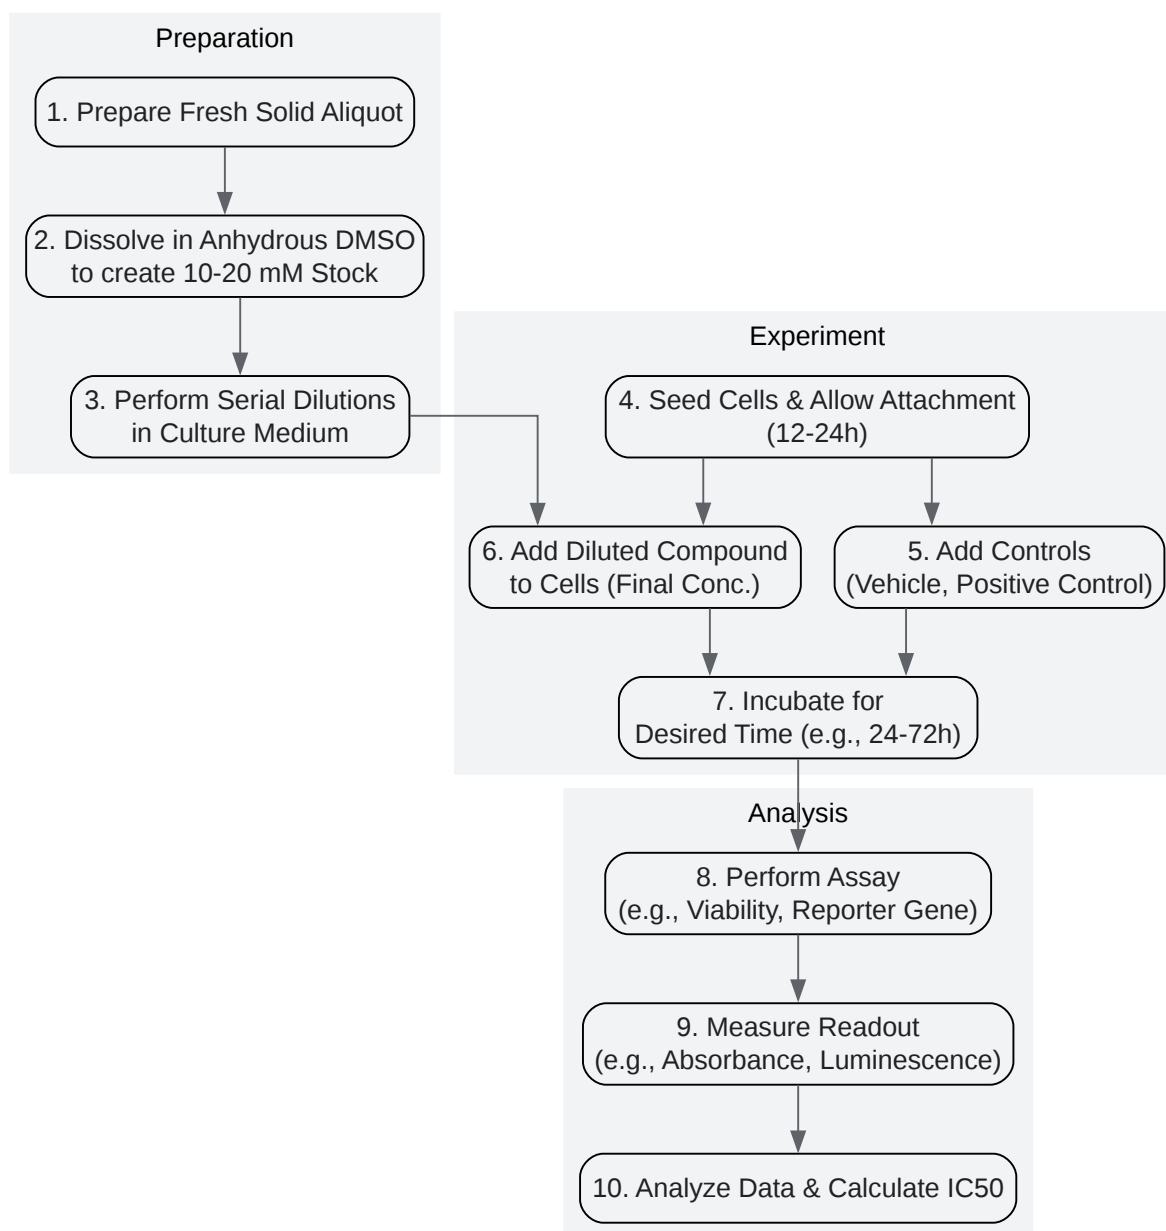 Preparation
1. Prepare Fresh Solid Aliquot
2. Dissolve in Anhydrous DMSO
to create 10-20 mM Stock
3. Perform Serial Dilutions
in Culture Medium
Experiment
4. Seed Cells & Allow Attachment
(12-24h)
6. Add Diluted Compound
to Cells (Final Conc.)
5. Add Controls
(Vehicle, Positive Control)
7. Incubate for
Desired Time (e.g., 24-72h)
Analysis
8. Perform Assay
(e.g., Viability, Reporter Gene)
9. Measure Readout
(e.g., Absorbance, Luminescence)
10. Analyze Data & Calculate IC50